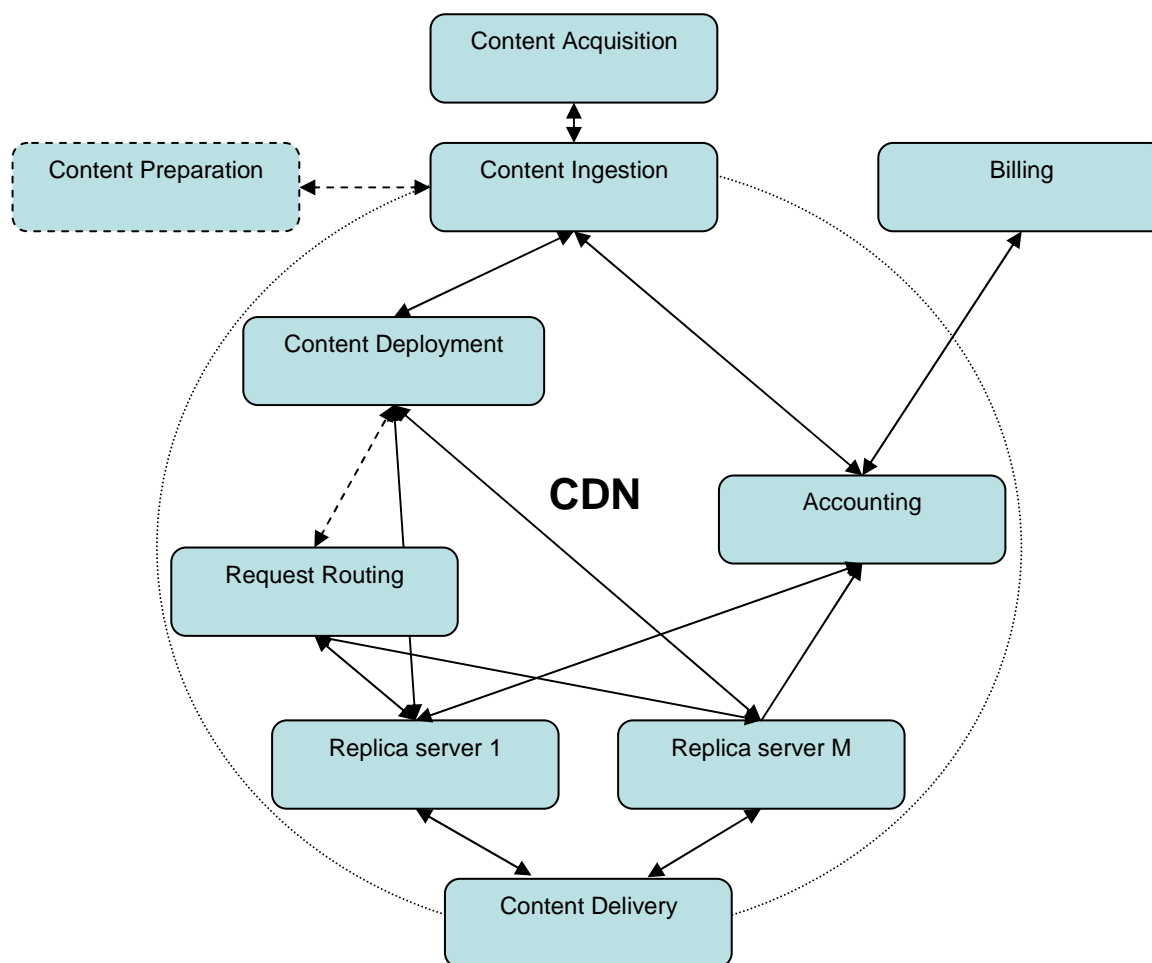 Content Acquisition
Content Preparation
Content Ingestion
Billing
Content Deployment
CDN
Accounting
Request Routing
Replica server 1
Replica server M
Content Delivery